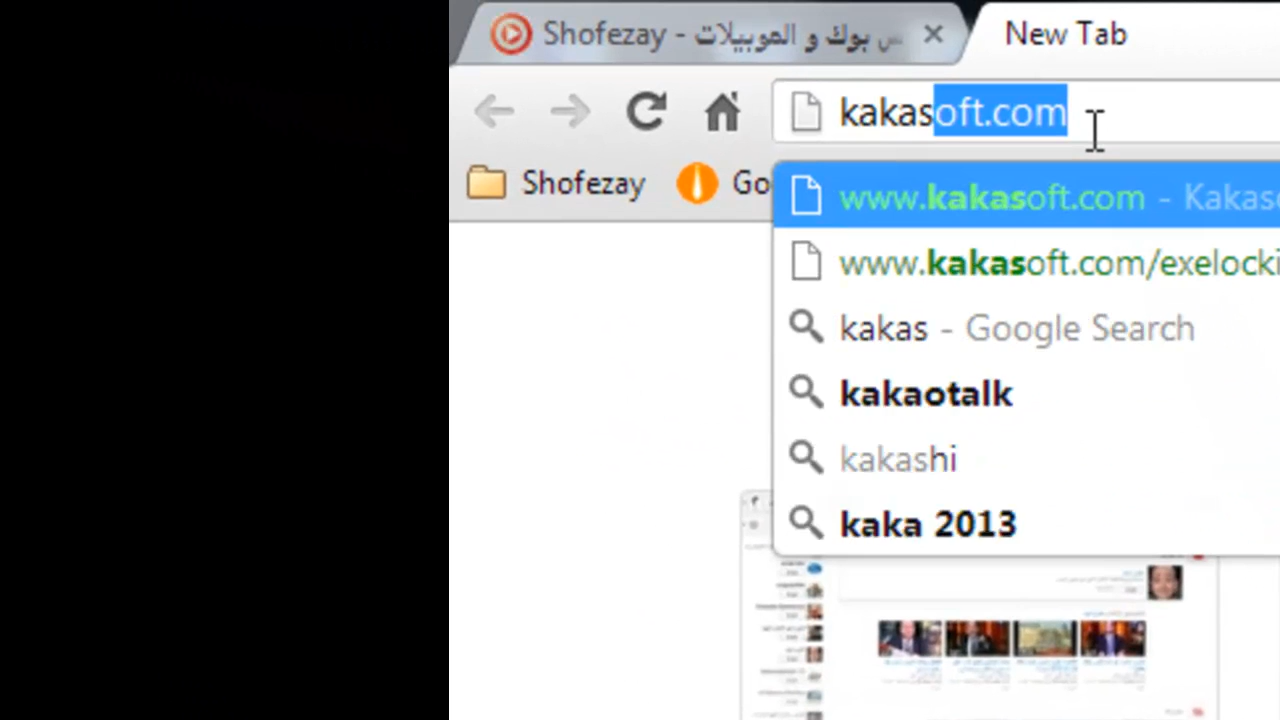 Shofezay - س بوك و الموبيلات
New Tab
kakasoft.com
Shofezay
Go
www.kakasoft.com - Kakaso
www.kakasoft.com/exelocki
kakas - Google Search
kakaotalk
kakashi
kaka 2013